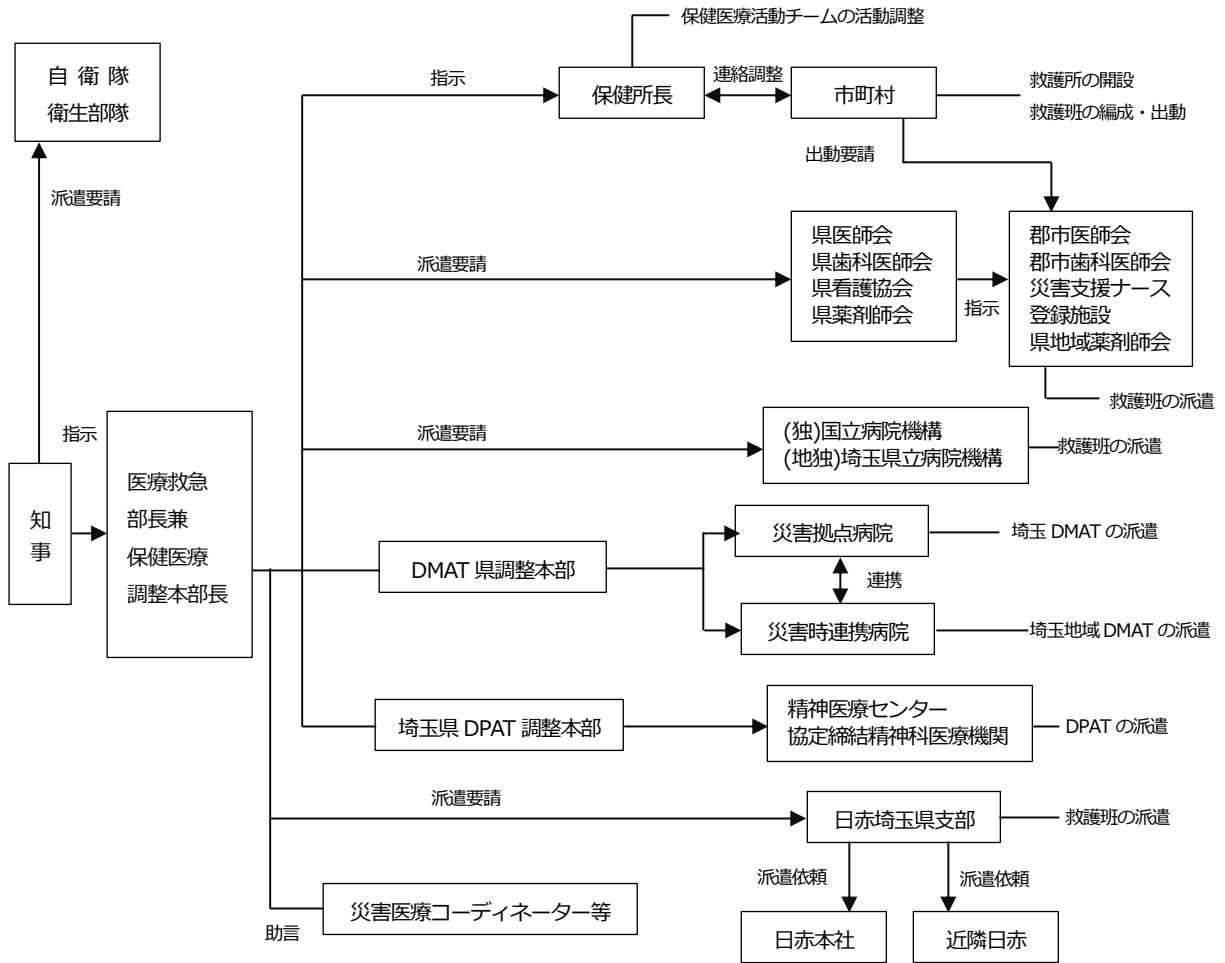 保健医療活動チームの活動調整
自 衛 隊
衛生部隊
指示
保健所長
連絡調整
市町村
救護所の開設
救護班の編成・出動
出動要請
派遣要請
派遣要請
県医師会
県歯科医師会
県看護協会
県薬剤師会
指示
郡市医師会
郡市歯科医師会
災害支援ナース
登録施設
県地域薬剤師会
救護班の派遣
派遣要請
(独)国立病院機構
(地独)埼玉県立病院機構
救護班の派遣
指示
知
事
医療救急
部長兼
保健医療
調整本部長
DMAT 県調整本部
災害拠点病院
埼玉 DMAT の派遣
連携
災害時連携病院
埼玉地域 DMAT の派遣
埼玉県 DPAT 調整本部
精神医療センター
協定締結精神科医療機関
DPAT の派遣
派遣要請
日赤埼玉県支部
救護班の派遣
派遣依頼
派遣依頼
災害医療コーディネーター等
助言
日赤本社
近隣日赤